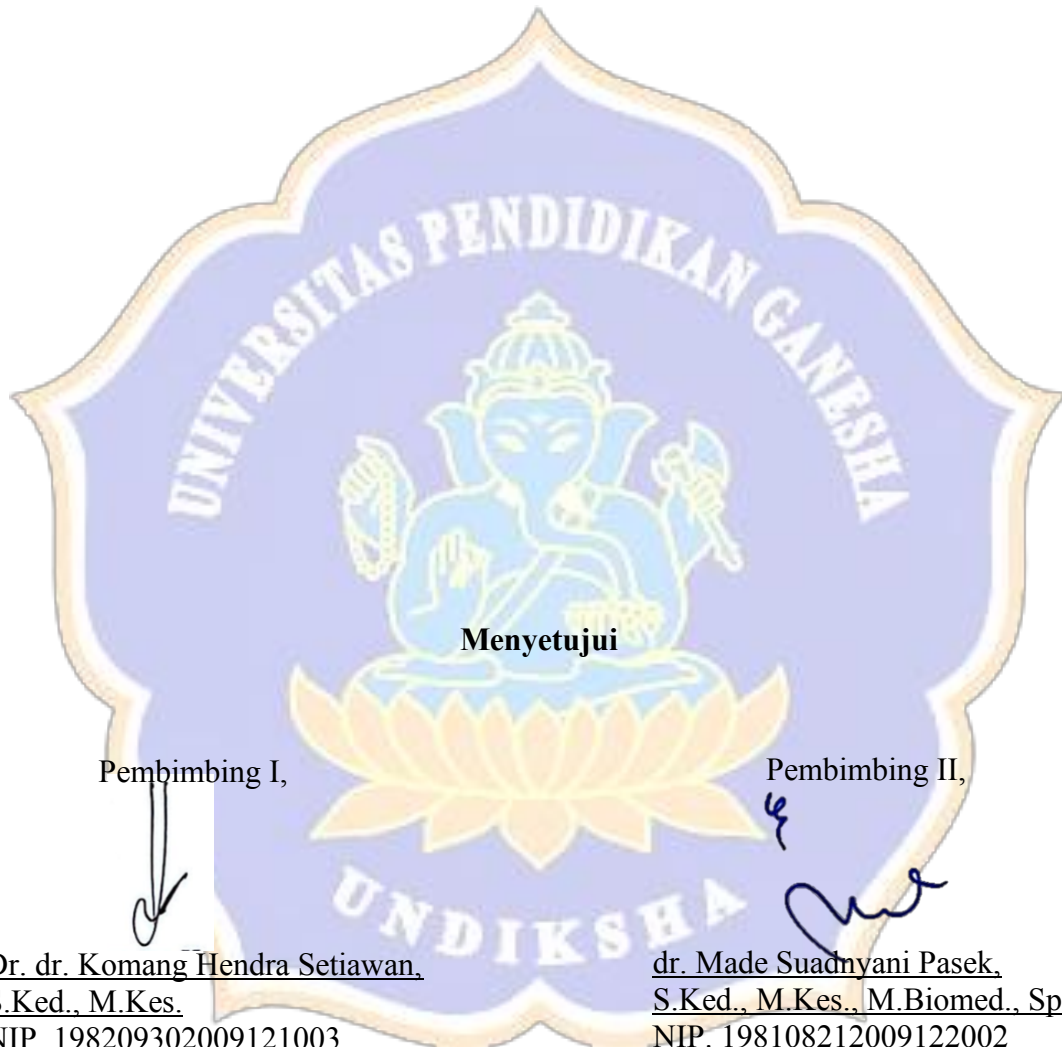 UNIVERSITAS PENDIDIKAN GANESHA
Menyetujui
Pembimbing I,
Pembimbing II,
UNDIKSHA
Dr. dr. Komang Hendra Setiawan,
S.Ked., M.Kes.
NIP. 198209302009121003
dr. Made Suadnyani Pasek,
S.Ked., M.Kes., M.Biomed., Sp
NIP. 198108212009122002